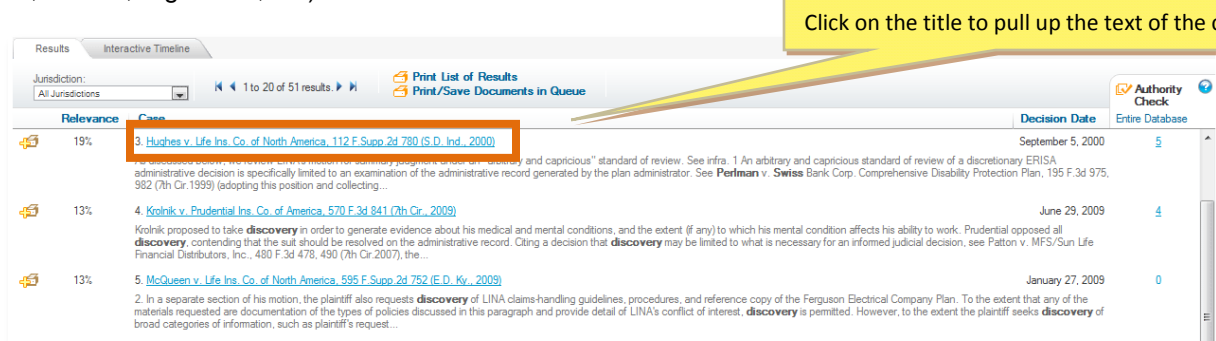 Click on the title to pull up the text of the
Results Interactive Timeline
Jurisdiction:
All Jurisdictions
1 to 20 of 51 results.
Print List of Results
Print/Save Documents in Queue
Authority
Check
Relevance Case Decision Date Entire Database
19% 3. Hughes v. Life Ins. Co. of North America, 112 F.Supp.2d 780 (S.D. Ind., 2000) September 5, 2000 5
As discussed below, we review LINA's motion for summary judgment under an "arbitrary and capricious" standard of review. See infra. 1 An arbitrary and capricious standard of review of a discretionary ERISA
administrative decision is specifically limited to an examination of the administrative record generated by the plan administrator. See Perlman v. Swiss Bank Corp. Comprehensive Disability Protection Plan, 195 F.3d 975,
982 (7th Cir.1999) (adopting this position and collecting...
13% 4. Krolnik v. Prudential Ins. Co. of America, 570 F.3d 841 (7th Cir., 2009) June 29, 2009 4
Krolnik proposed to take discovery in order to generate evidence about his medical and mental conditions, and the extent (if any) to which his mental condition affects his ability to work. Prudential opposed all
discovery, contending that the suit should be resolved on the administrative record. Citing a decision that discovery may be limited to what is necessary for an informed judicial decision, see Patton v. MFS/Sun Life
Financial Distributors, Inc., 480 F.3d 478, 490 (7th Cir.2007), the...
13% 5. McQueen v. Life Ins. Co. of North America, 595 F.Supp.2d 752 (E.D. Ky., 2009) January 27, 2009 0
2. In a separate section of his motion, the plaintiff also requests discovery of LINA claims-handling guidelines, procedures, and reference copy of the Ferguson Electrical Company Plan. To the extent that any of the
materials requested are documentation of the types of policies discussed in this paragraph and provide detail of LINA's conflict of interest, discovery is permitted. However, to the extent the plaintiff seeks discovery of
broad categories of information, such as plaintiff's request...